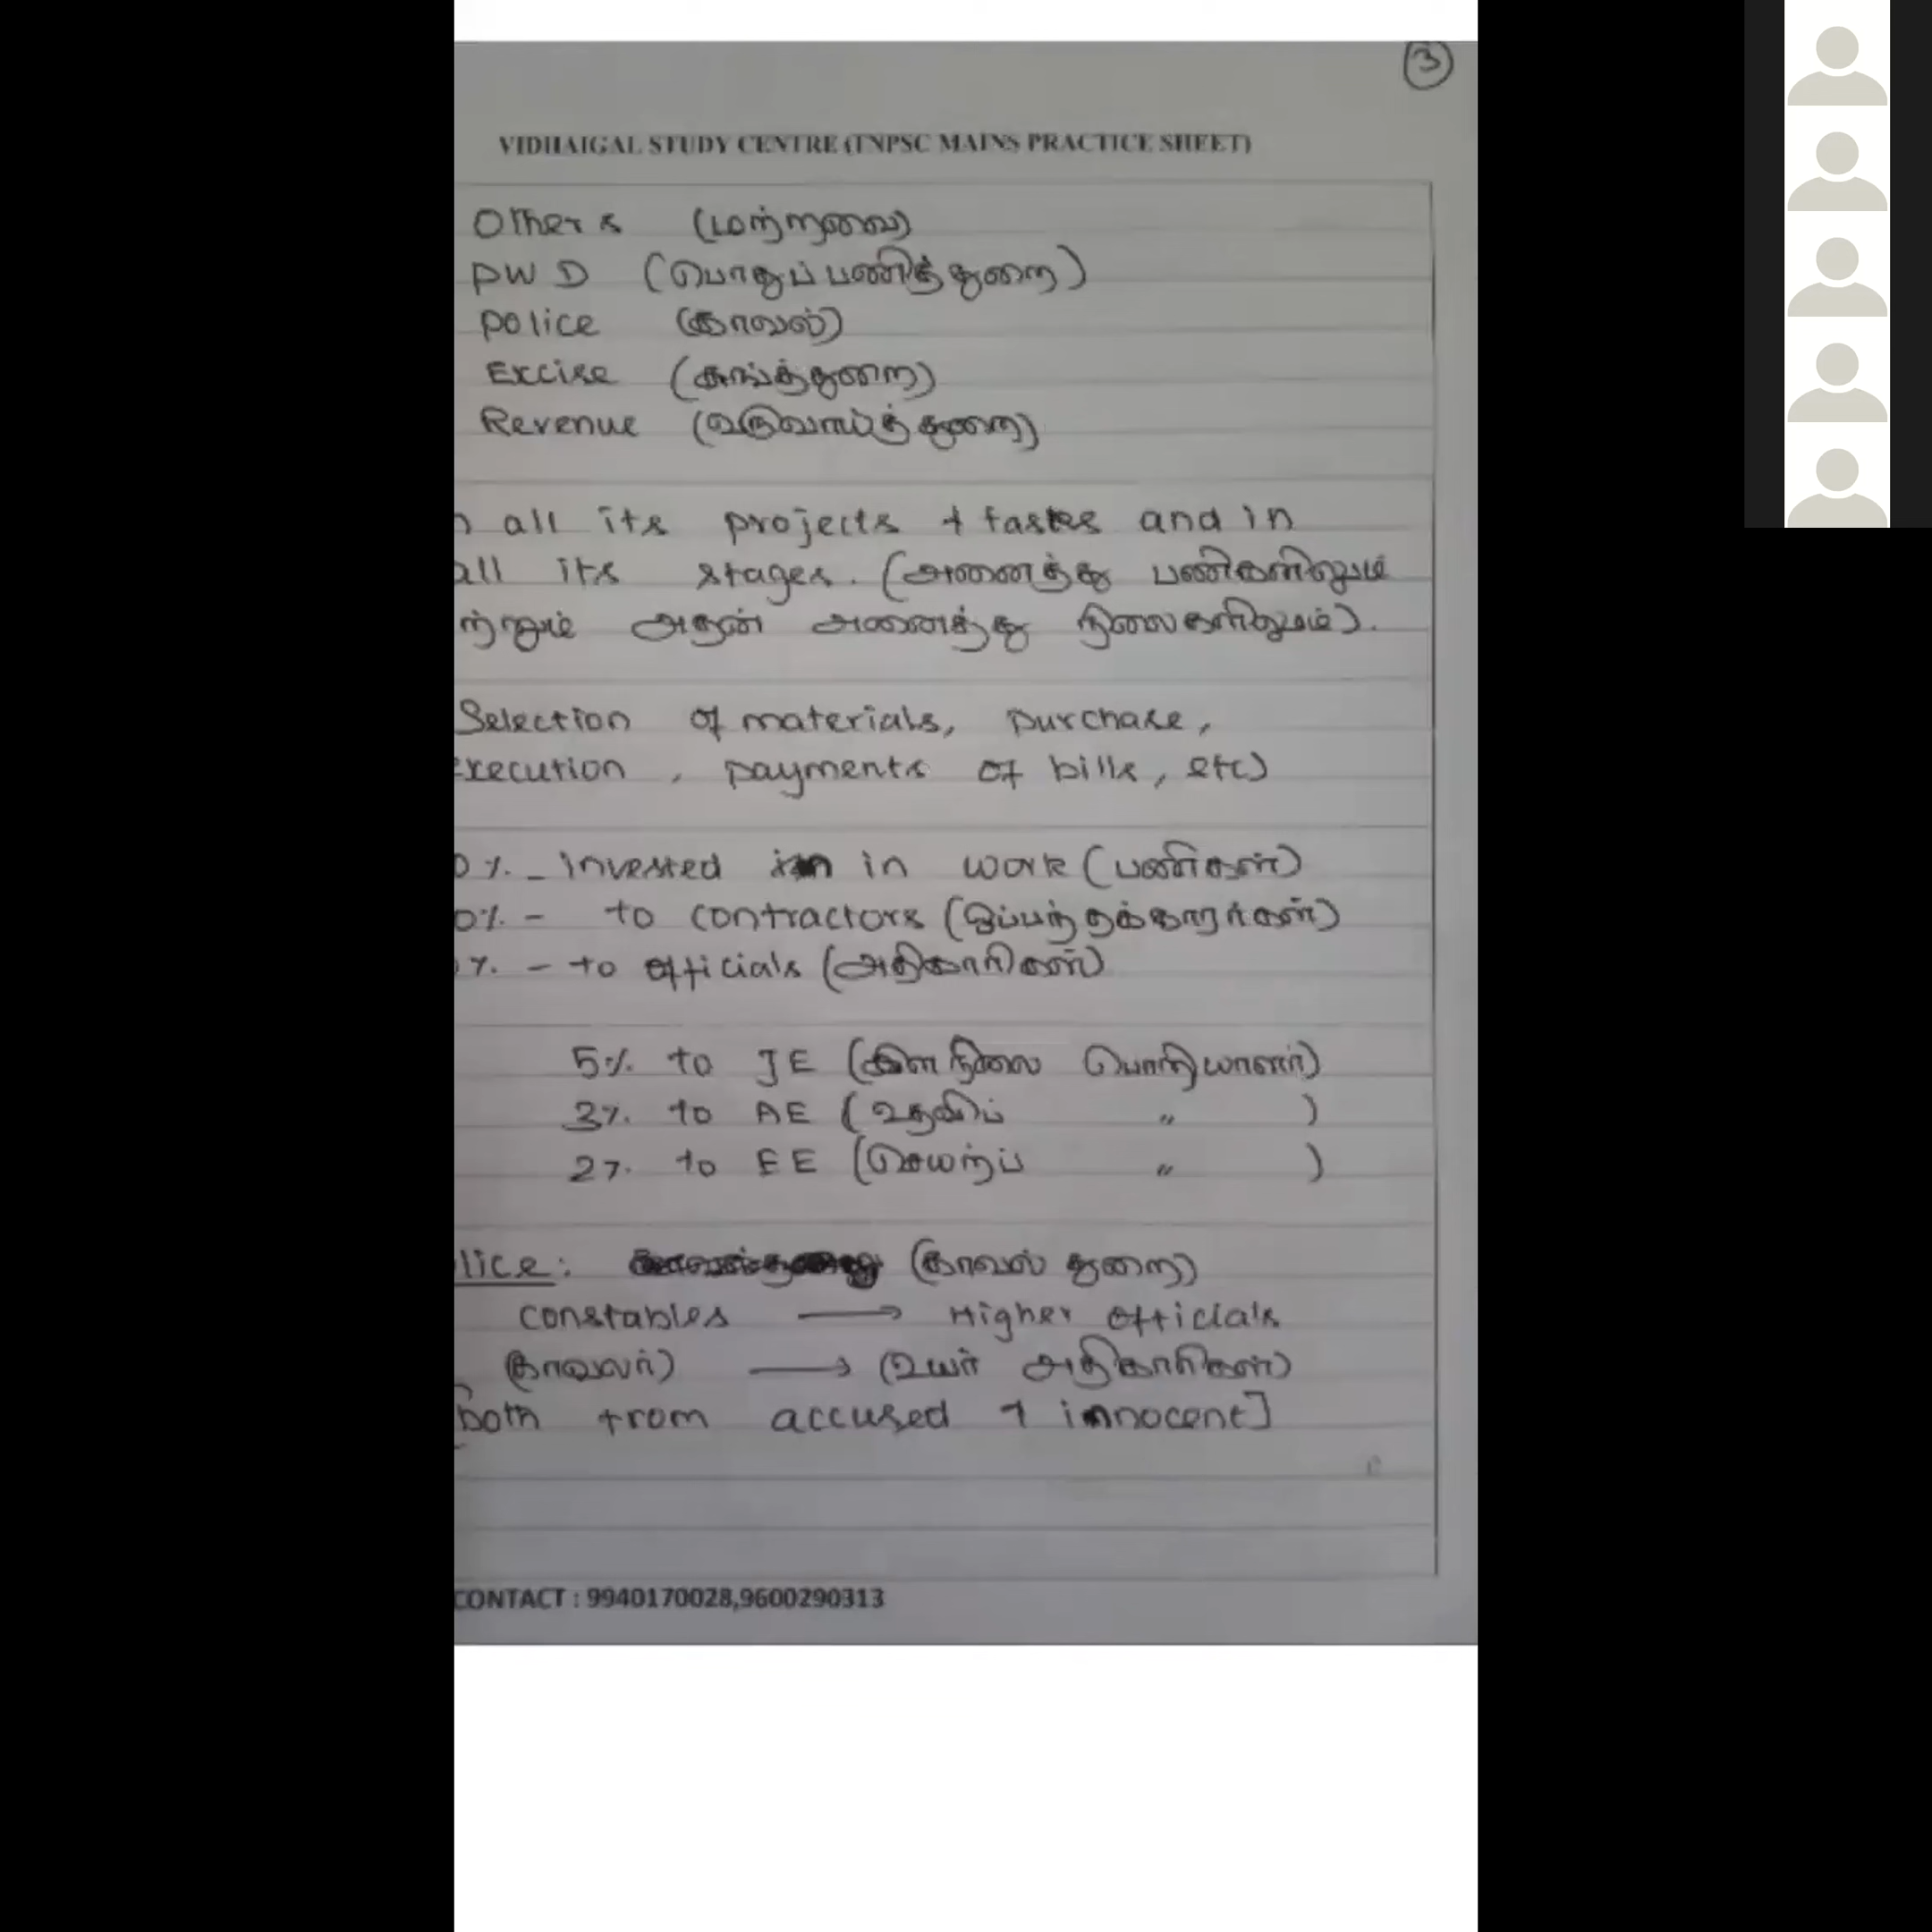 3
VIDHAIGAL STUDY CENTRE (TNPSC MAINS PRACTICE SHEET)
Others (மற்றவை)
PWD (பொதுப்பணித்துறை)
police (காவல்)
Excise (சுங்கத்துறை)
Revenue (வருவாய்த்துறை)
all its projects + and in
all its stages. (அனைத்து பணிகளிலும்
அதன் அனைத்து நிலைகளிலும்).
Selection of materials, purchase,
payments of bills, etc)
% - invested in work (பணிகள்)
0% - to contractors (ஒப்பந்தக்காரர்கள்)
% - to officials (அதிகாரிகள்)
5% to JE (இளநிலை பொறியாளர்)
3% to AE (உதவிப் " )
2% to EE (செயற்ப் " )
lice: (காவல் துறை)
constables → Higher officials
(காவலர்) → (உயர் அதிகாரிகள்)
both from accused + innocent]
CONTACT : 9940170028,9600290313